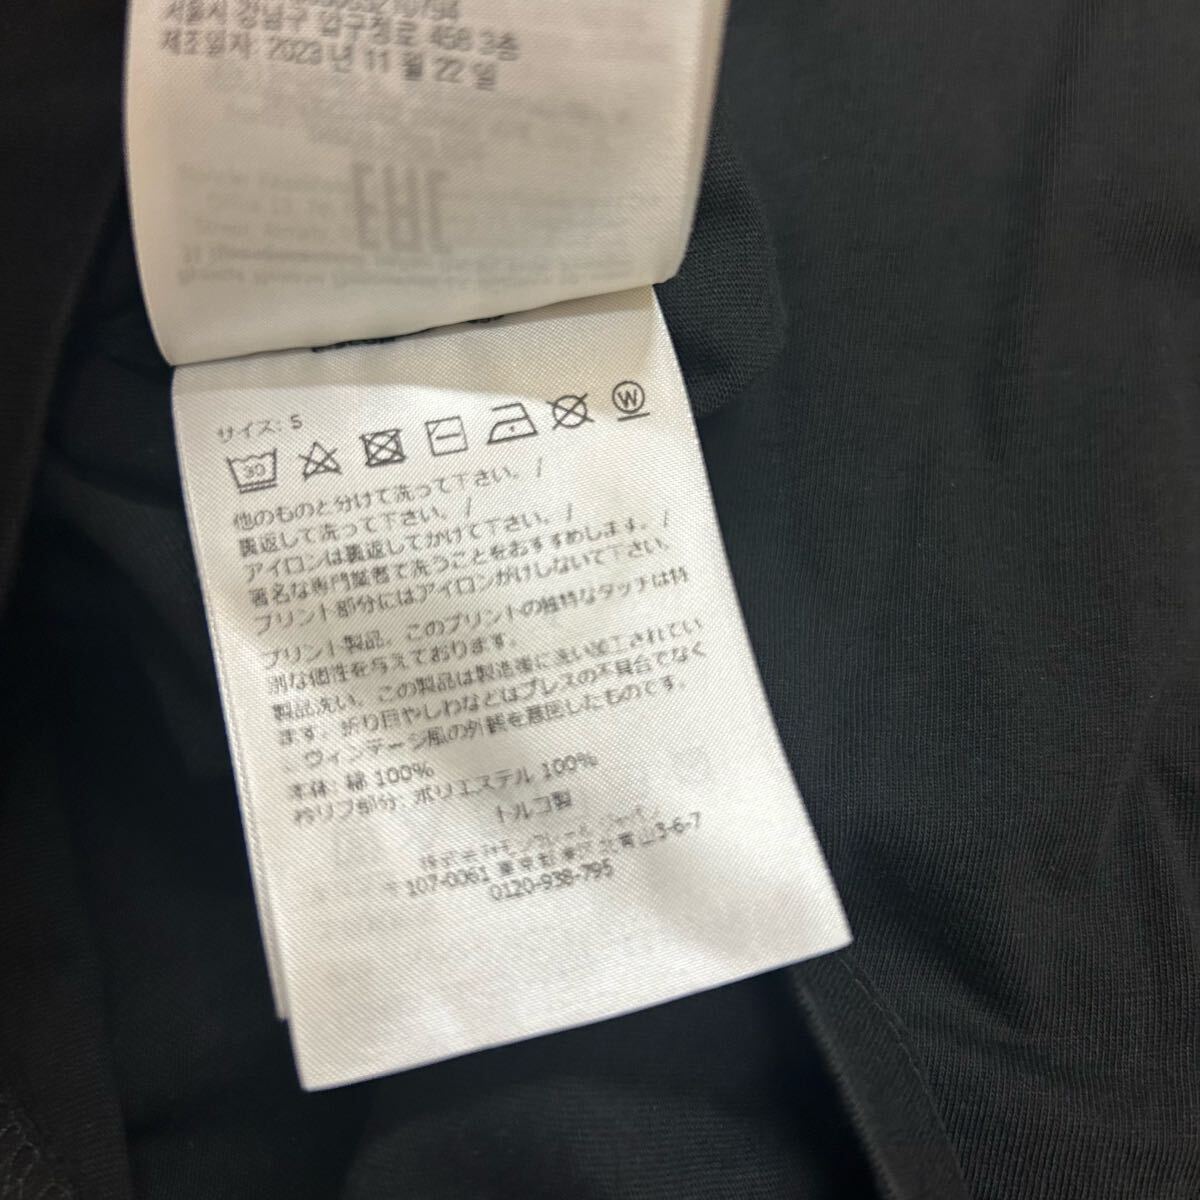 서울시 강남구 압구정로 458 3층
제조일자: 2023 년 11 월 22 일
サイズ: S
30
W
他のものと分けて洗って下さい。/
裏返して洗って下さい。/
アイロンは裏返してかけて下さい。/
著名な専門業者で洗うことをおすすめします。/
プリント部分にはアイロンがけしないで下さい。
プリント製品。このプリントの独特なタッチは特
別な個性を与えております。
製品洗い。この製品は製造後に洗い加工されてい
ます。折り目やしわなどはプレスの不具合でなく
、ヴィンテージ風の外観を意図したものです。
本体: 綿 100%
衿リブ部分: ポリエステル 100%
トルコ製
株式会社
〒107-0061 東京都港区北青山3-6-7
0120-938-795